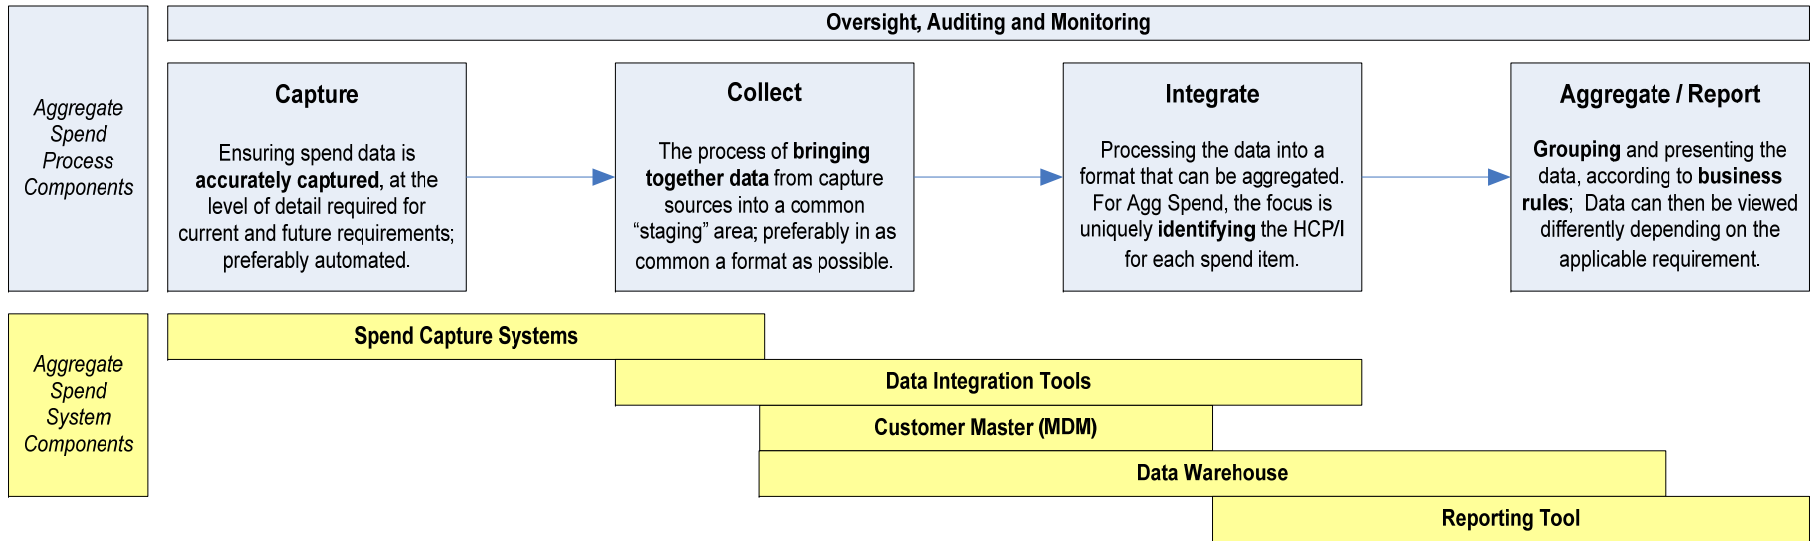 Oversight, Auditing and Monitoring
Aggregate
Spend
Process
Components
Capture
Ensuring spend data is
accurately captured, at the
level of detail required for
current and future requirements;
preferably automated.
Collect
The process of bringing
together data from capture
sources into a common
“staging” area; preferably in as
common a format as possible.
Integrate
Processing the data into a
format that can be aggregated.
For Agg Spend, the focus is
uniquely identifying the HCP/I
for each spend item.
Aggregate / Report
Grouping and presenting the
data, according to business
rules;  Data can then be viewed
differently depending on the
applicable requirement.
Aggregate
Spend
System
Components
Spend Capture Systems
Data Integration Tools
Customer Master (MDM)
Data Warehouse
Reporting Tool